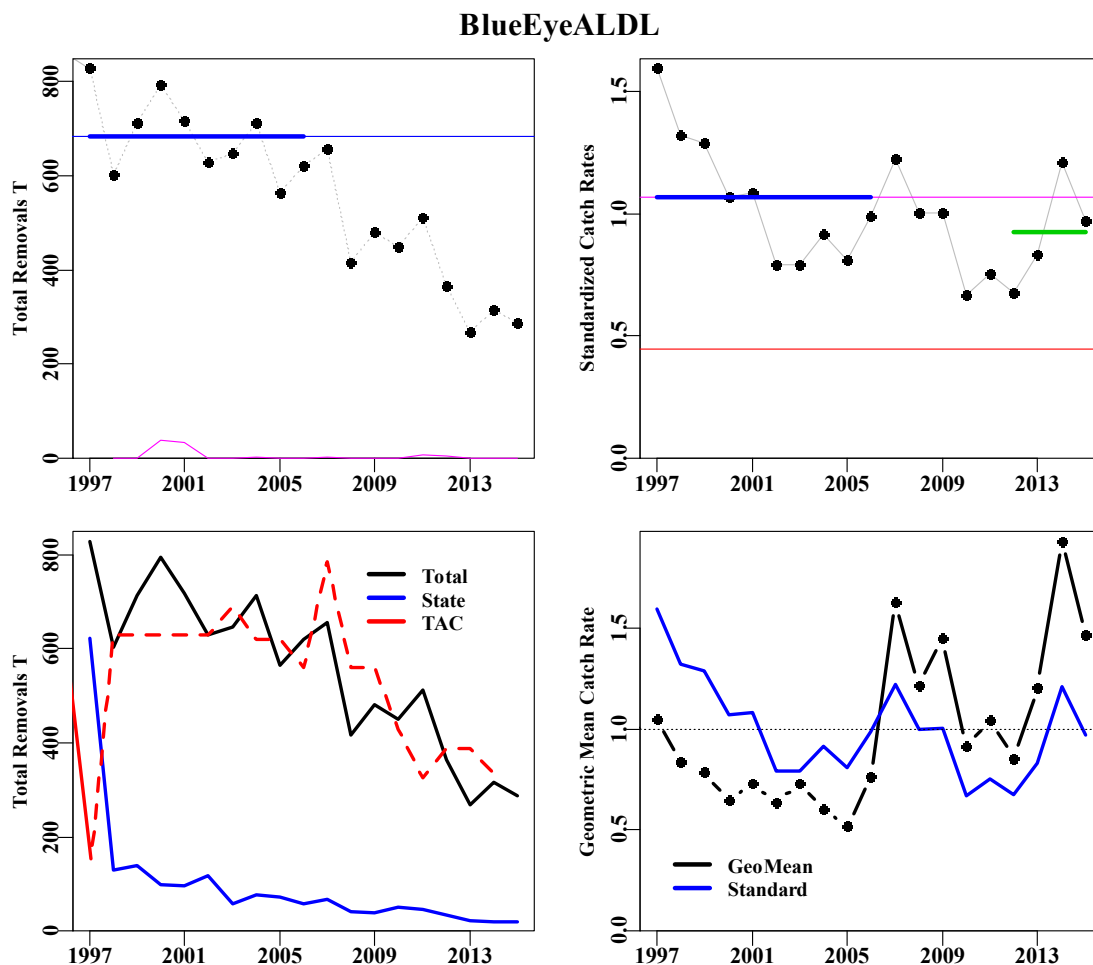 BlueEyeALDL
Total Removals T
0 200 400 600 800
1997 2001 2005 2009 2013
Standardized Catch Rates
0.0 0.5 1.0 1.5
1997 2001 2005 2009 2013
Total Removals T
0 200 400 600 800
Total
State
TAC
1997 2001 2005 2009 2013
Geometric Mean Catch Rate
0.0 0.5 1.0 1.5
GeoMean
Standard
1997 2001 2005 2009 2013